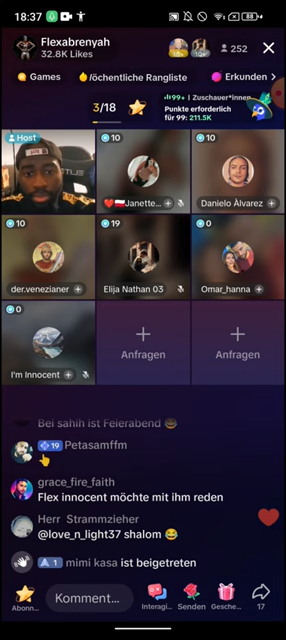 18:37
Flexabrenyah
32.8K Likes
252
Games
/löchentliche Rangliste
Erkunden
3/18
99+ | Zuschauer*innen
Punkte erforderlich
für 99: 211.5K
Host
10
Janette...
10
Danielo Àlvarez
10
der.venezianer
19
Elija Nathan 03
0
Omar_hanna
0
I'm Innocent
Anfragen
Anfragen
Bei sahih ist Feierabend
19 Petasamffm
grace_fire_faith
Flex innocent möchte mit ihm reden
Herr Strammzieher
@love_n_light37 shalom 😂
1 mimi kasa ist beigetreten
Abonn...
Komment...
Interagi...
Senden
Gesche...
17